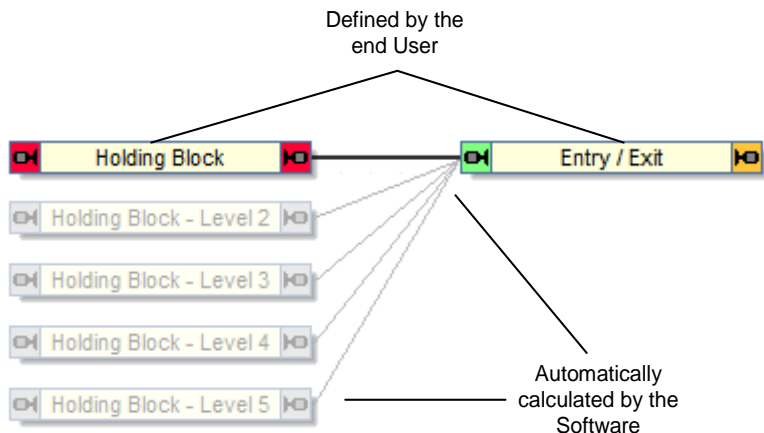 Defined by the
end User
Holding Block
Entry / Exit
Holding Block - Level 2
Holding Block - Level 3
Holding Block - Level 4
Holding Block - Level 5
Automatically
calculated by the
Software